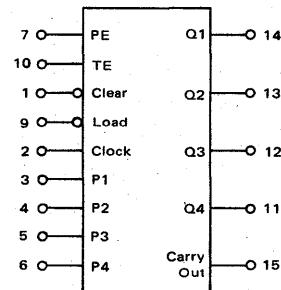 7 PE Q1 14
10 TE
1 Clear
Q2 13
9 Load
2 Clock Q3 12
3 P1
4 P2 Q4 11
5 P3
6 P4 Carry Out 15